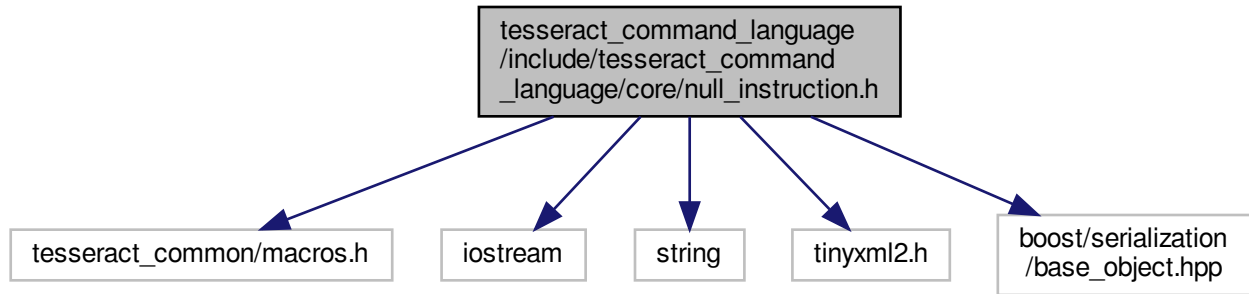 tesseract_command_language
/include/tesseract_command
_language/core/null_instruction.h
tesseract_common/macros.h
iostream
string
tinyxml2.h
boost/serialization
/base_object.hpp